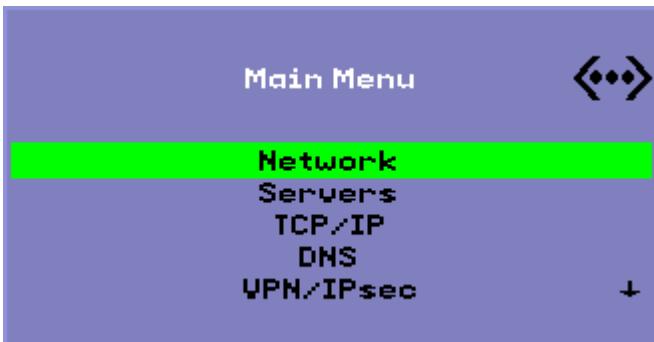 Main Menu
Network
Servers
TCP/IP
DNS
VPN/IPsec